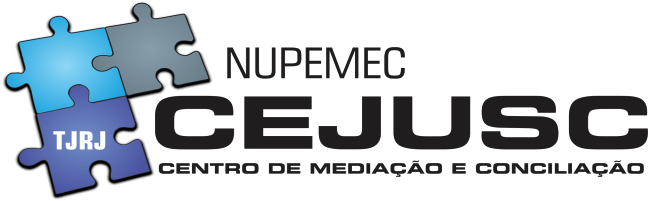 NUPEMEC
TJRJ
CEJUSC
CENTRO DE MEDIAÇÃO E CONCILIAÇÃO